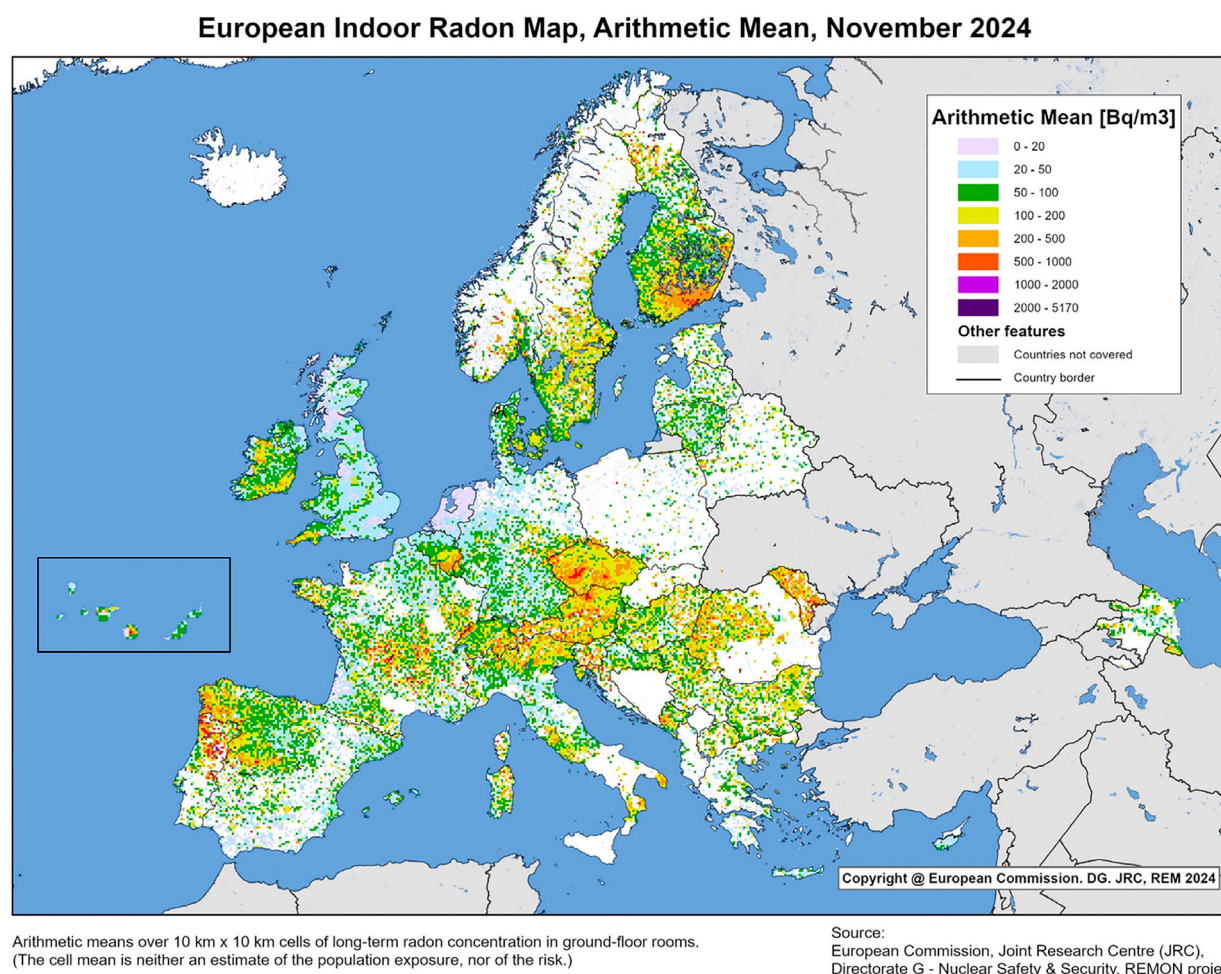 European Indoor Radon Map, Arithmetic Mean, November 2024
Arithmetic Mean [Bq/m3]
0 - 20
20 - 50
50 - 100
100 - 200
200 - 500
500 - 1000
1000 - 2000
2000 - 5170
Other features
Countries not covered
Country border
Copyright @ European Commission. DG. JRC, REM 2024
Arithmetic means over 10 km x 10 km cells of long-term radon concentration in ground-floor rooms.
(The cell mean is neither an estimate of the population exposure, nor of the risk.)
Source:
European Commission, Joint Research Centre (JRC),
Directorate G - Nuclear Safety & Security, REMON proje